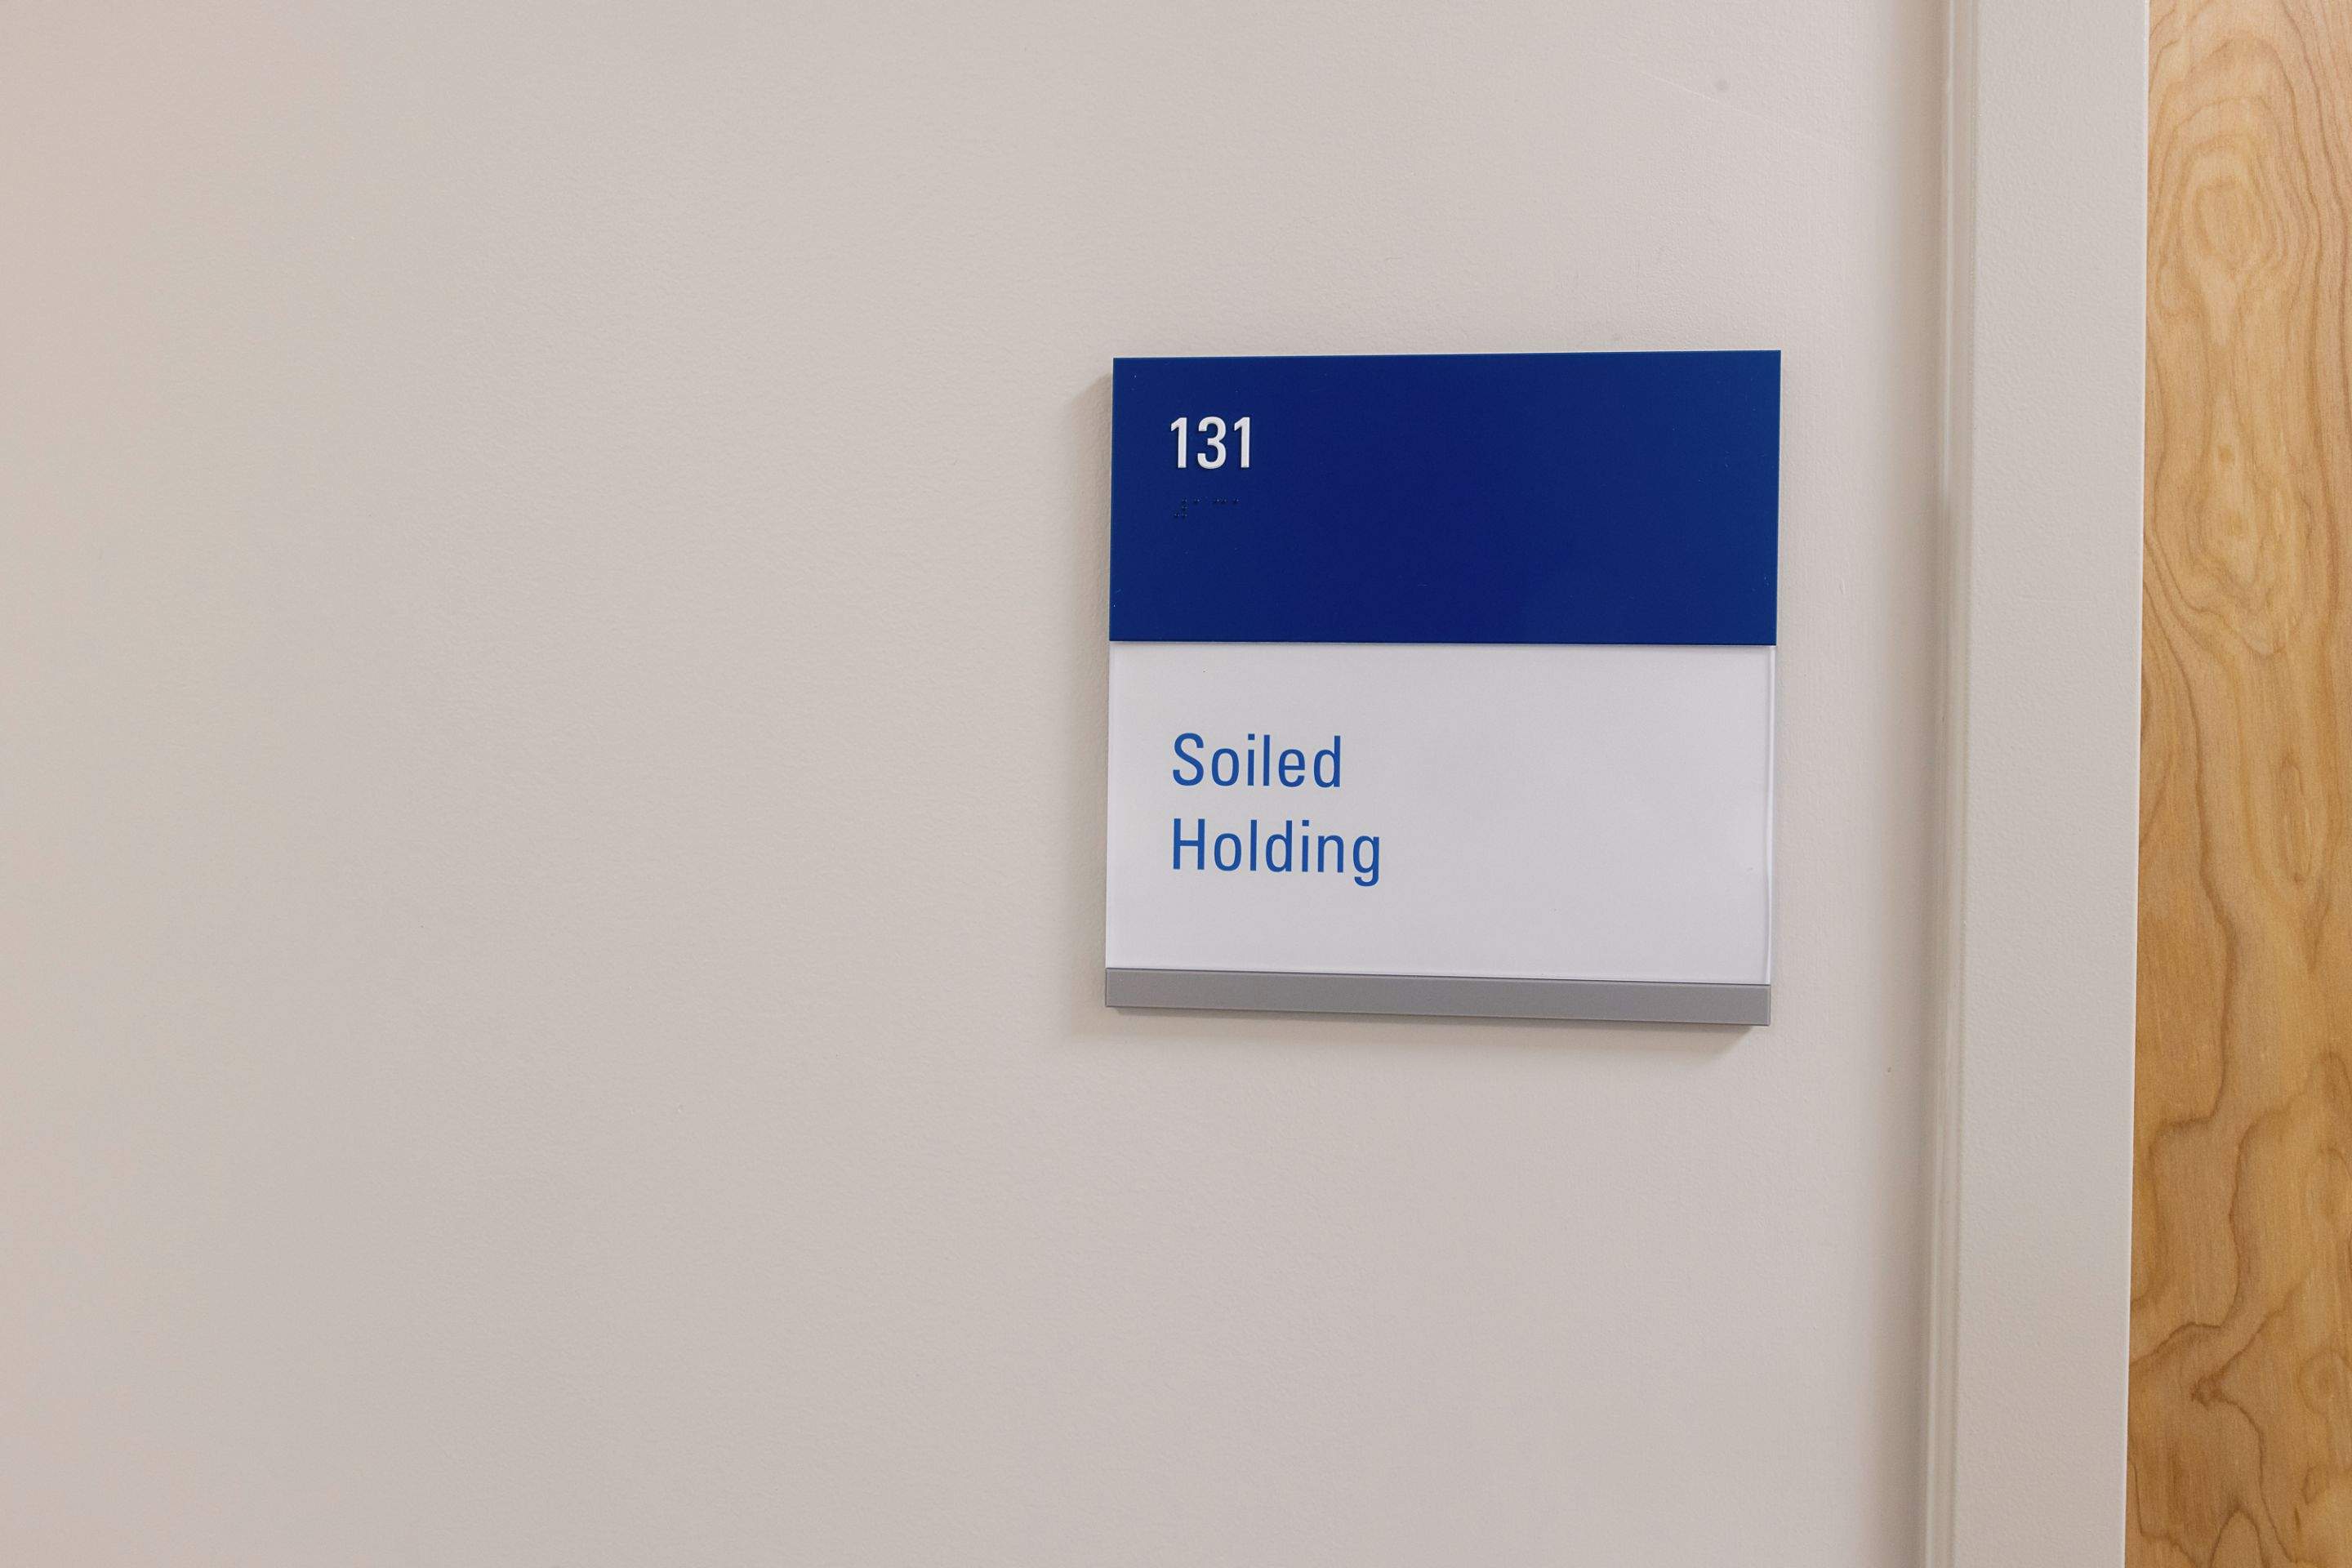 131
⠼⠁⠉⠁
Soiled
Holding